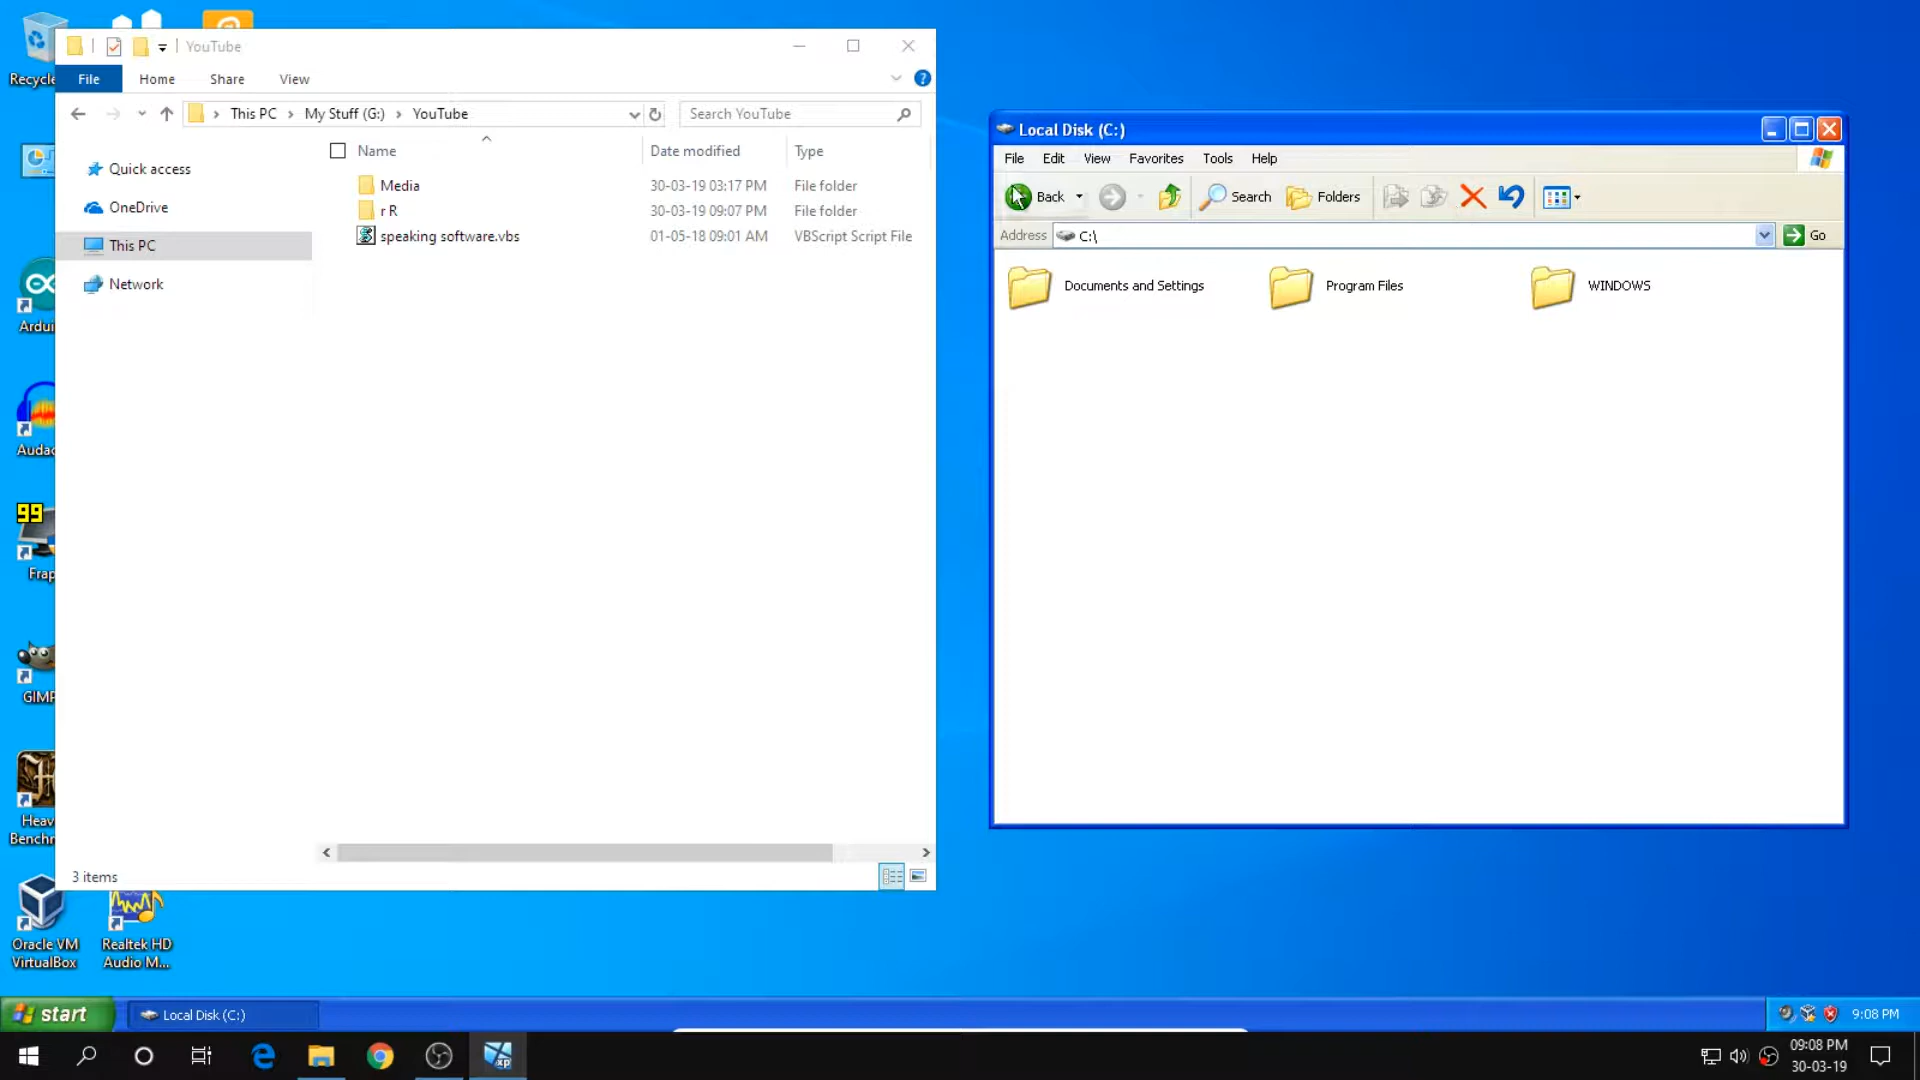 Recycle
YouTube
File Home Share View
This PC My Stuff (G:) YouTube
Search YouTube
Name Date modified Type
Quick access
OneDrive
This PC
Network
Media 30-03-19 03:17 PM File folder
r R 30-03-19 09:07 PM File folder
speaking software.vbs 01-05-18 09:01 AM VBScript Script File
3 items
Local Disk (C:)
File Edit View Favorites Tools Help
Back Search Folders
Address C:\ Go
Documents and Settings Program Files WINDOWS
Ardui
Audac
99
Frap
GIMP
Heav
Benchn
Oracle VM
VirtualBox
Realtek HD
Audio M...
start Local Disk (C:) 9:08 PM
xp
09:08 PM
30-03-19